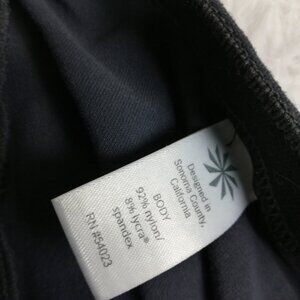 Designed in
Sonoma County,
California
BODY
92% nylon/
8% lycra®
spandex
RN #54023